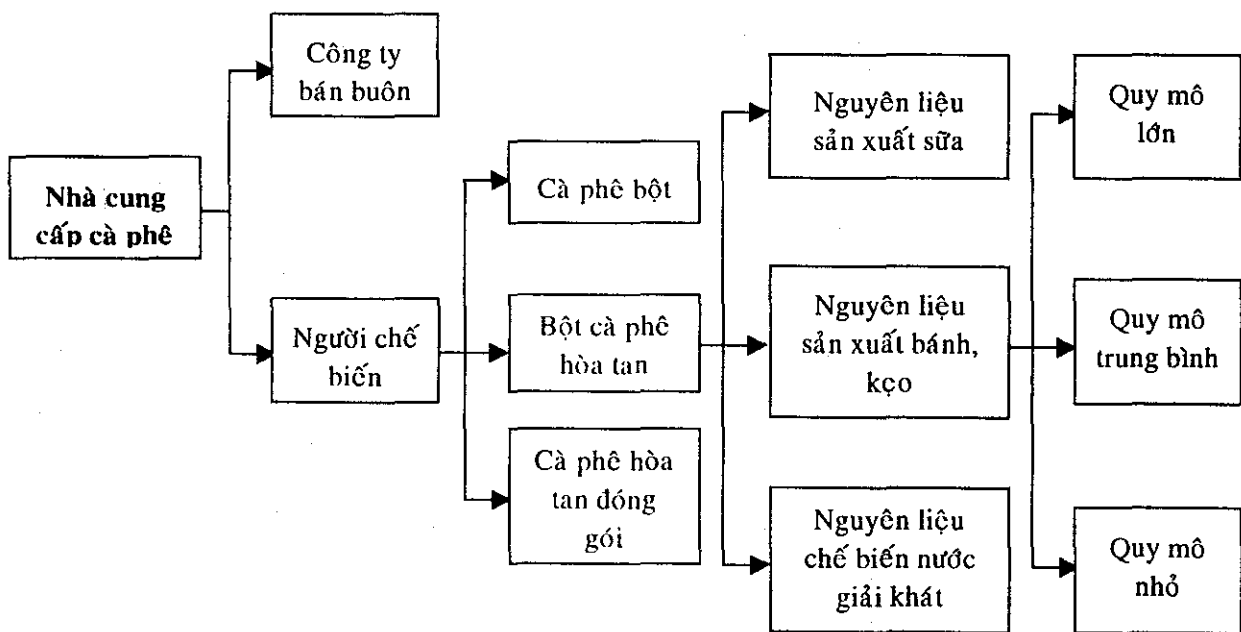 Nhà cung
cấp cà phê
Công ty
bán buôn
Người chế
biến
Cà phê bột
Bột cà phê
hòa tan
Cà phê hòa
tan đóng
gói
Nguyên liệu
sản xuất sữa
Nguyên liệu
sản xuất bánh,
kẹo
Nguyên liệu
chế biến nước
giải khát
Quy mô
lớn
Quy mô
trung bình
Quy mô
nhỏ